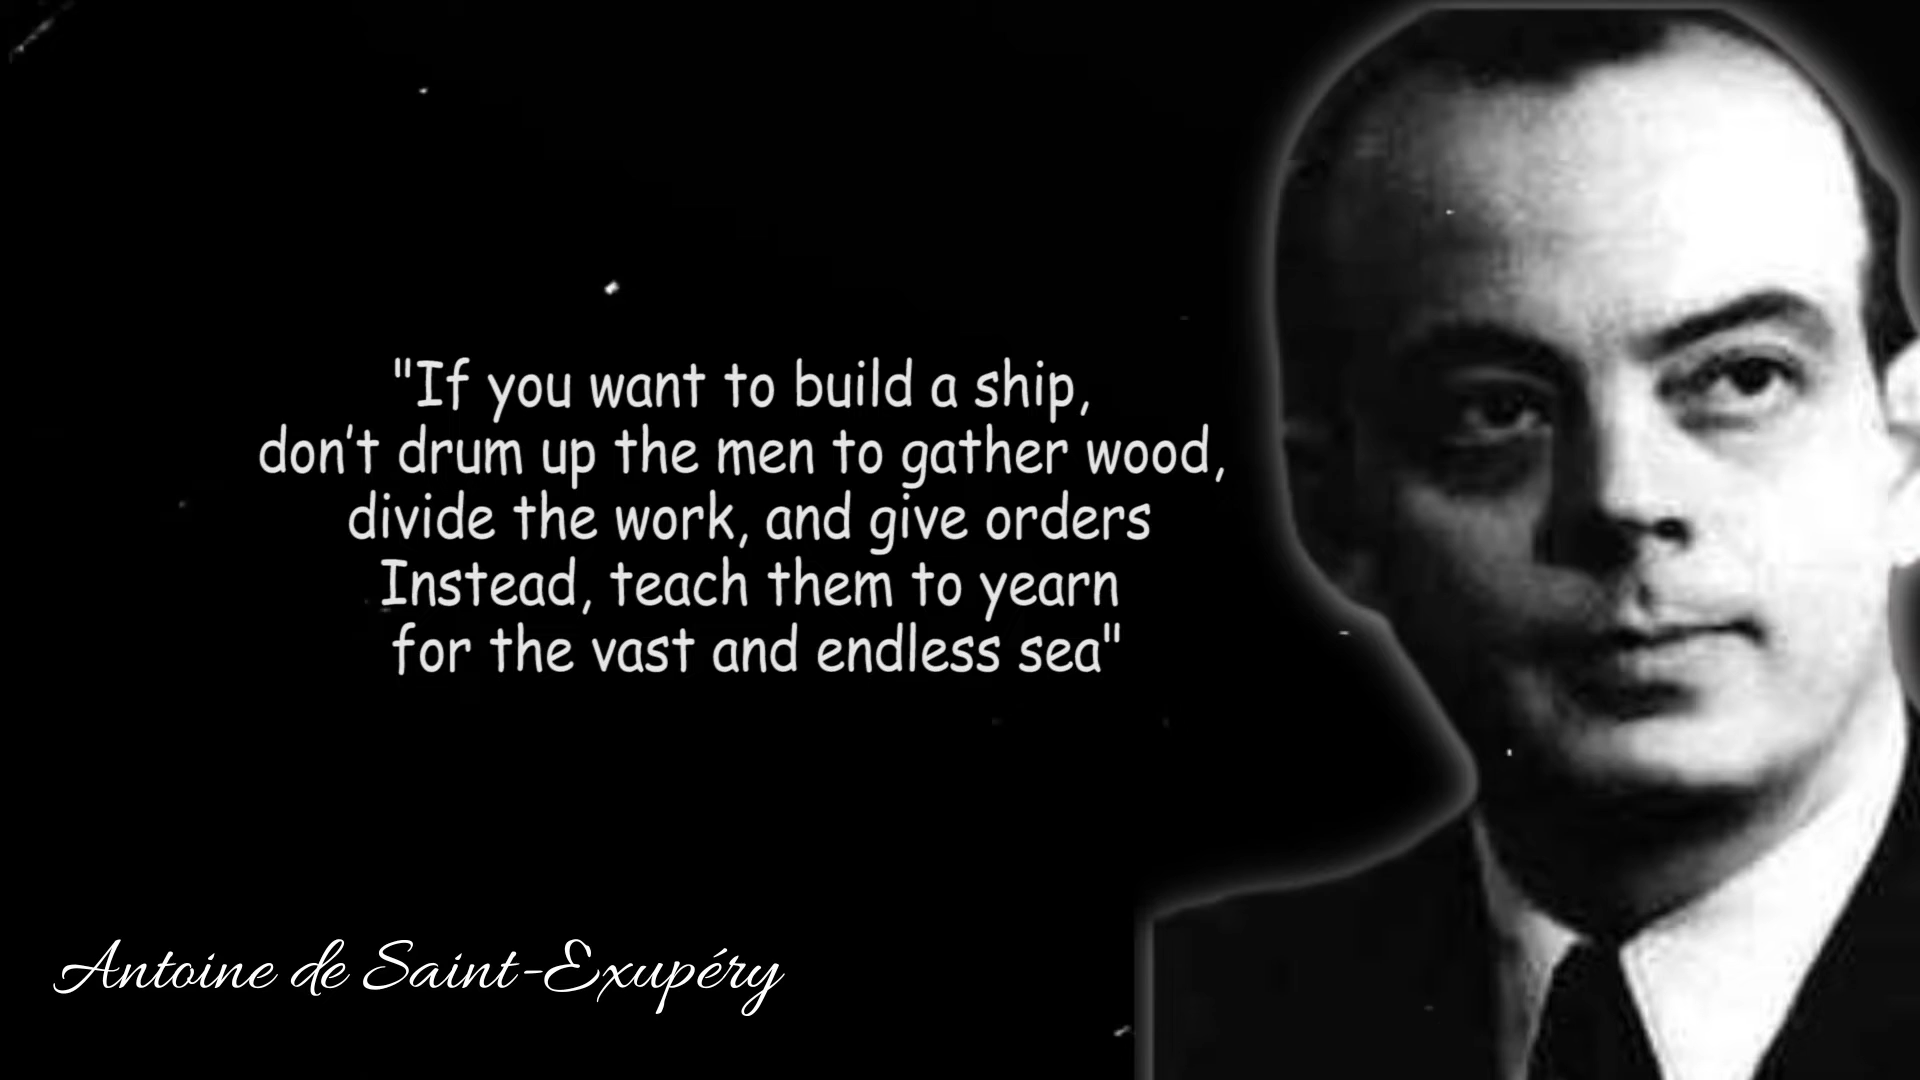 "If you want to build a ship,
don’t drum up the men to gather wood,
divide the work, and give orders
Instead, teach them to yearn
for the vast and endless sea"
Antoine de Saint-Exupéry